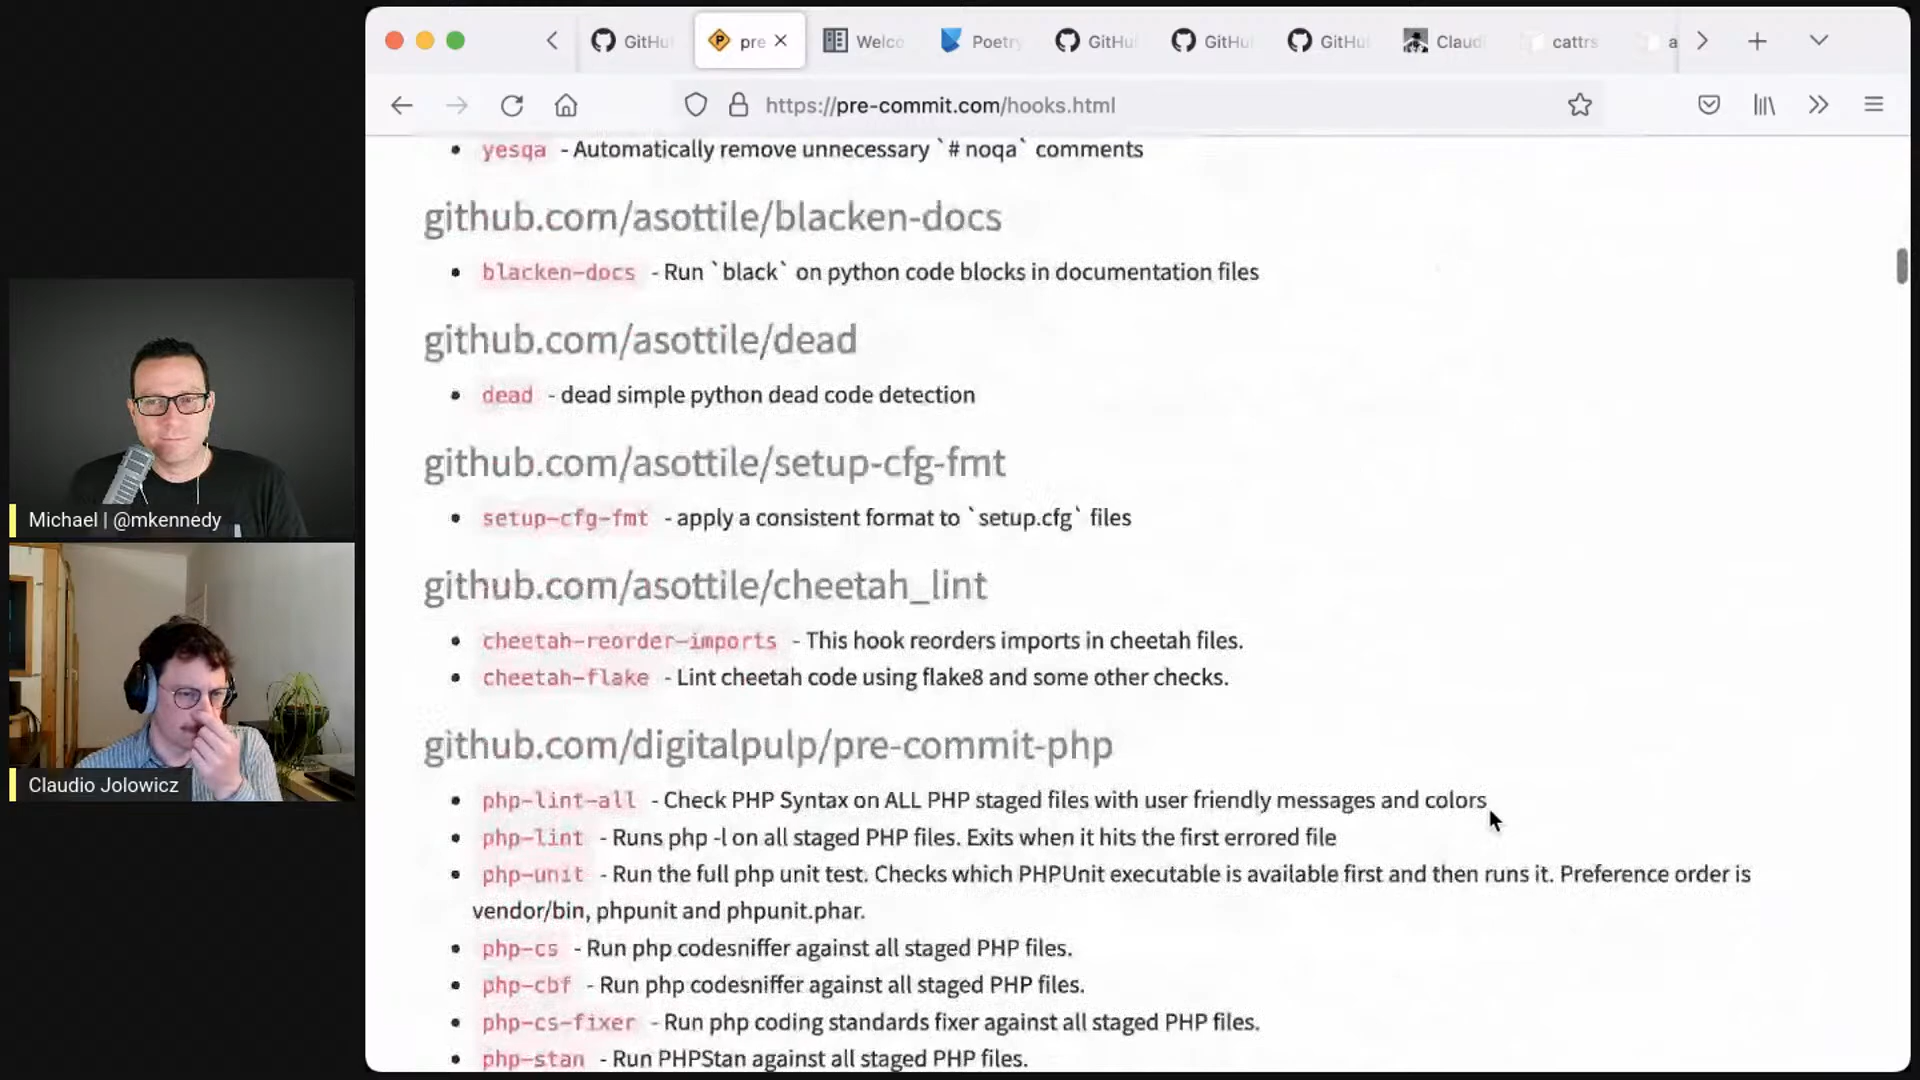 GitHu
pre
Welco
Poetry
GitHu
GitHu
GitHu
Claud
cattrs
a
https://pre-commit.com/hooks.html
yesqa - Automatically remove unnecessary `# noqa` comments
github.com/asottile/blacken-docs
blacken-docs - Run `black` on python code blocks in documentation files
github.com/asottile/dead
dead - dead simple python dead code detection
github.com/asottile/setup-cfg-fmt
setup-cfg-fmt - apply a consistent format to `setup.cfg` files
github.com/asottile/cheetah_lint
cheetah-reorder-imports - This hook reorders imports in cheetah files.
cheetah-flake - Lint cheetah code using flake8 and some other checks.
github.com/digitalpulp/pre-commit-php
php-lint-all - Check PHP Syntax on ALL PHP staged files with user friendly messages and colors
php-lint - Runs php -l on all staged PHP files. Exits when it hits the first errored file
php-unit - Run the full php unit test. Checks which PHPUnit executable is available first and then runs it. Preference order is
vendor/bin, phpunit and phpunit.phar.
php-cs - Run php codesniffer against all staged PHP files.
php-cbf - Run php codesniffer against all staged PHP files.
php-cs-fixer - Run php coding standards fixer against all staged PHP files.
php-stan - Run PHPStan against all staged PHP files.
Michael | @mkennedy
Claudio Jolowicz